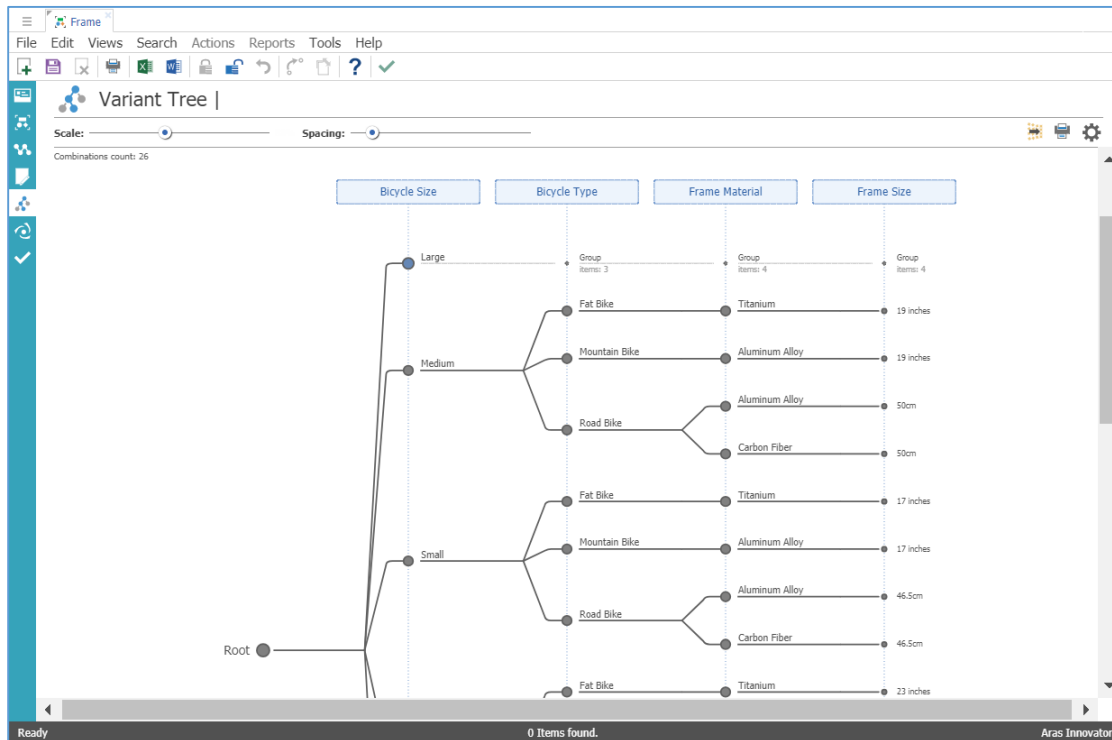 Frame
File Edit Views Search Actions Reports Tools Help
Variant Tree |
Scale: Spacing:
Combinations count: 26
Bicycle Size Bicycle Type Frame Material Frame Size
Large Group Group Group
items: 3 items: 4 items: 4
Fat Bike Titanium 19 inches
Mountain Bike Aluminum Alloy 19 inches
Medium
Aluminum Alloy 50cm
Road Bike
Carbon Fiber 50cm
Fat Bike Titanium 17 inches
Mountain Bike Aluminum Alloy 17 inches
Small
Aluminum Alloy 46.5cm
Road Bike
Carbon Fiber 46.5cm
Root
Fat Bike Titanium 23 inches
Ready 0 Items found. Aras Innovator